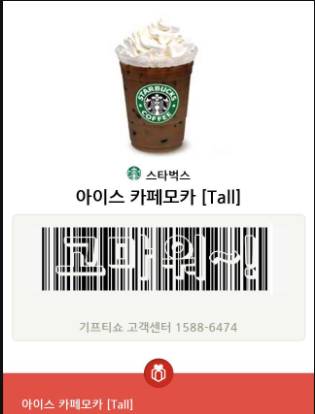 STARBUCKS
COFFEE
스타벅스
아이스 카페모카 [Tall]
고마워~!
기프티쇼 고객센터 1588-6474
아이스 카페모카 [Tall]